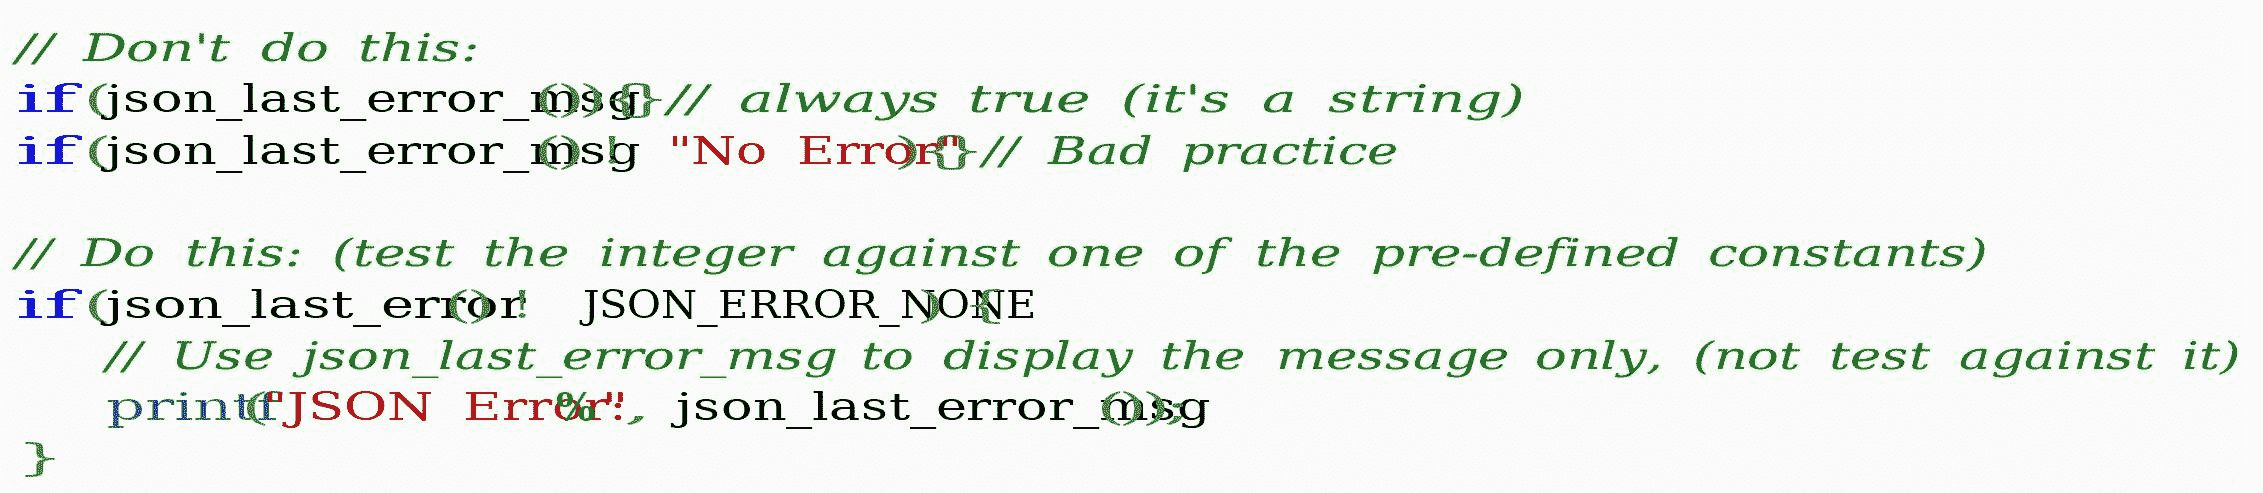 // Don't do this:
if(json_last_error_msg()){}// always true (it's a string)
if(json_last_error_msg() ! "No Error"){}// Bad practice
// Do this: (test the integer against one of the pre-defined constants)
if(json_last_error() ! JSON_ERROR_NONE) {
// Use json_last_error_msg to display the message only, (not test against it)
printf("JSON Error: %", json_last_error_msg());
}